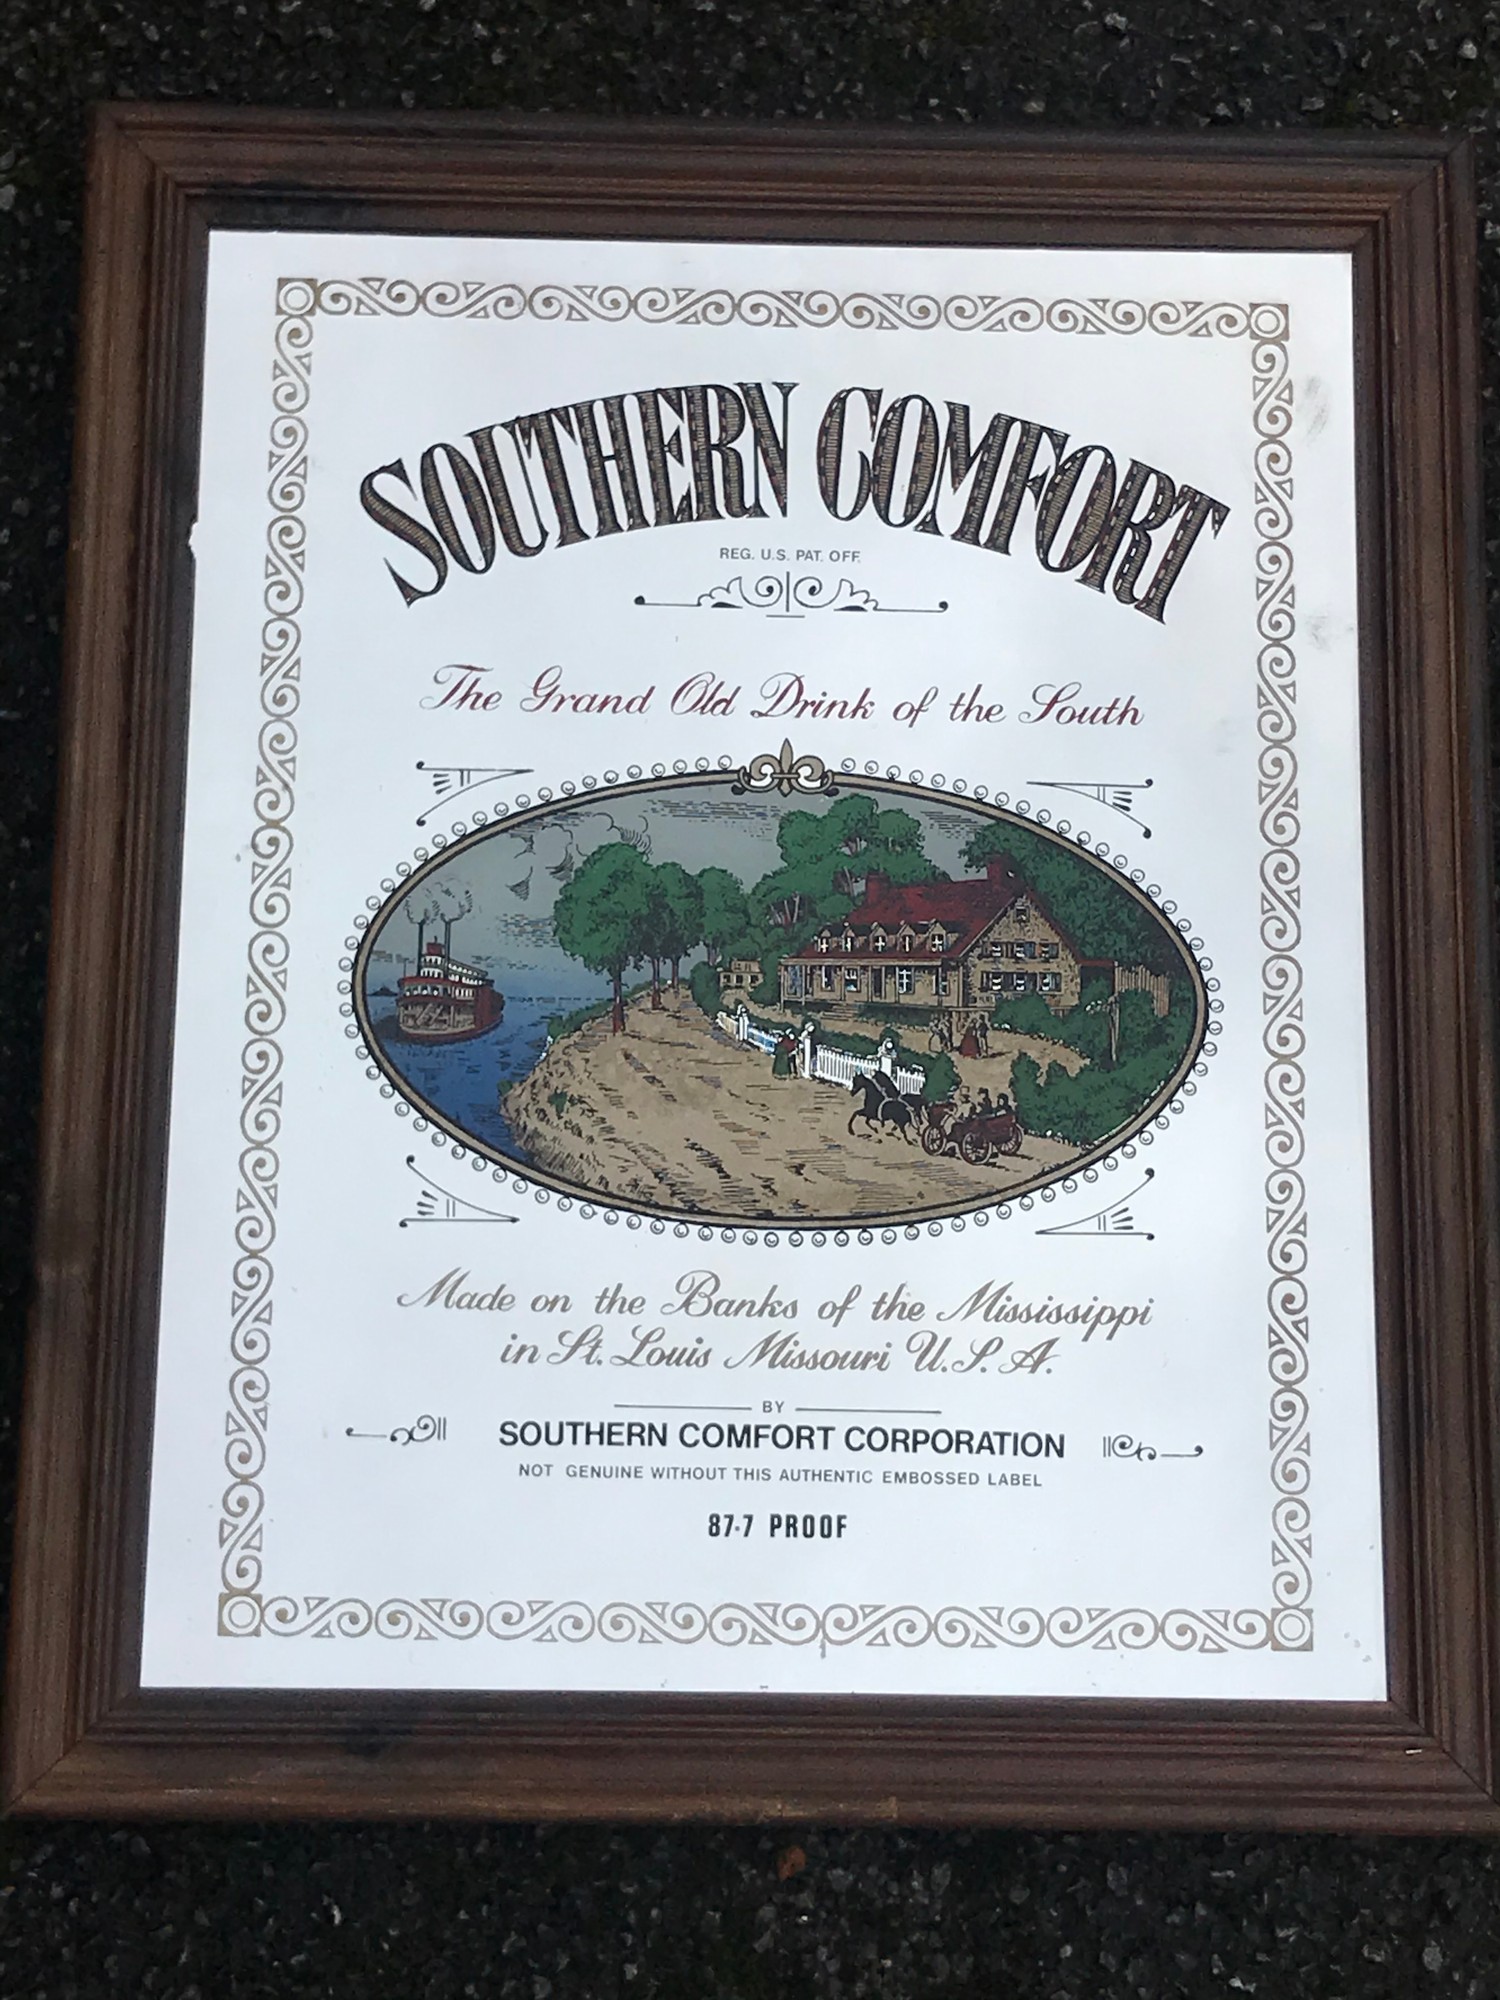 SOUTHERN COMFORT
REG. U.S. PAT. OFF.
The Grand Old Drink of the South
Made on the Banks of the Mississippi
in St. Louis Missouri U.S.A.
BY
SOUTHERN COMFORT CORPORATION
NOT GENUINE WITHOUT THIS AUTHENTIC EMBOSSED LABEL
87·7 PROOF